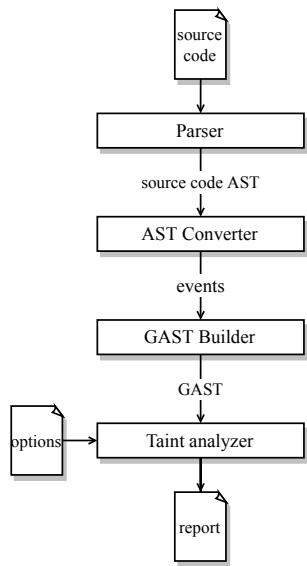 source
code
Parser
source code AST
AST Converter
events
GAST Builder
GAST
options
Taint analyzer
report